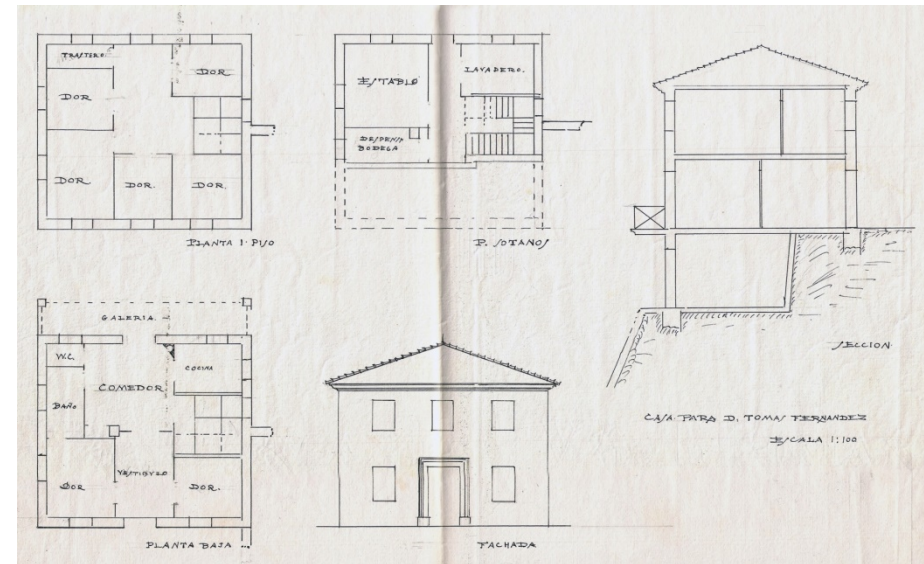 TRASTERO.
DOR
DOR
DOR
DOR.
DOR.
PLANTA 1. PISO
ESTABLO
LAVADERO.
DESPENSA
BODEGA
P. SOTANOS
SECCION.
GALERIA.
W.C.
COMEDOR
COCINA
BAÑO
VESTIBULO
DOR
DOR.
PLANTA BAJA
FACHADA
CASA PARA D. TOMAS FERNANDEZ
ESCALA 1:100